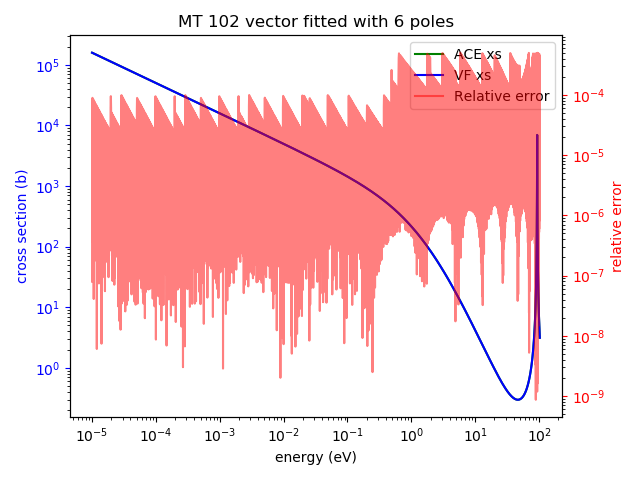 MT 102 vector fitted with 6 poles
ACE xs
VF xs
Relative error
cross section (b)
10^5
10^4
10^3
10^2
10^1
10^0
relative error
10^-4
10^-5
10^-6
10^-7
10^-8
10^-9
10^-5 10^-4 10^-3 10^-2 10^-1 10^0 10^1 10^2
energy (eV)